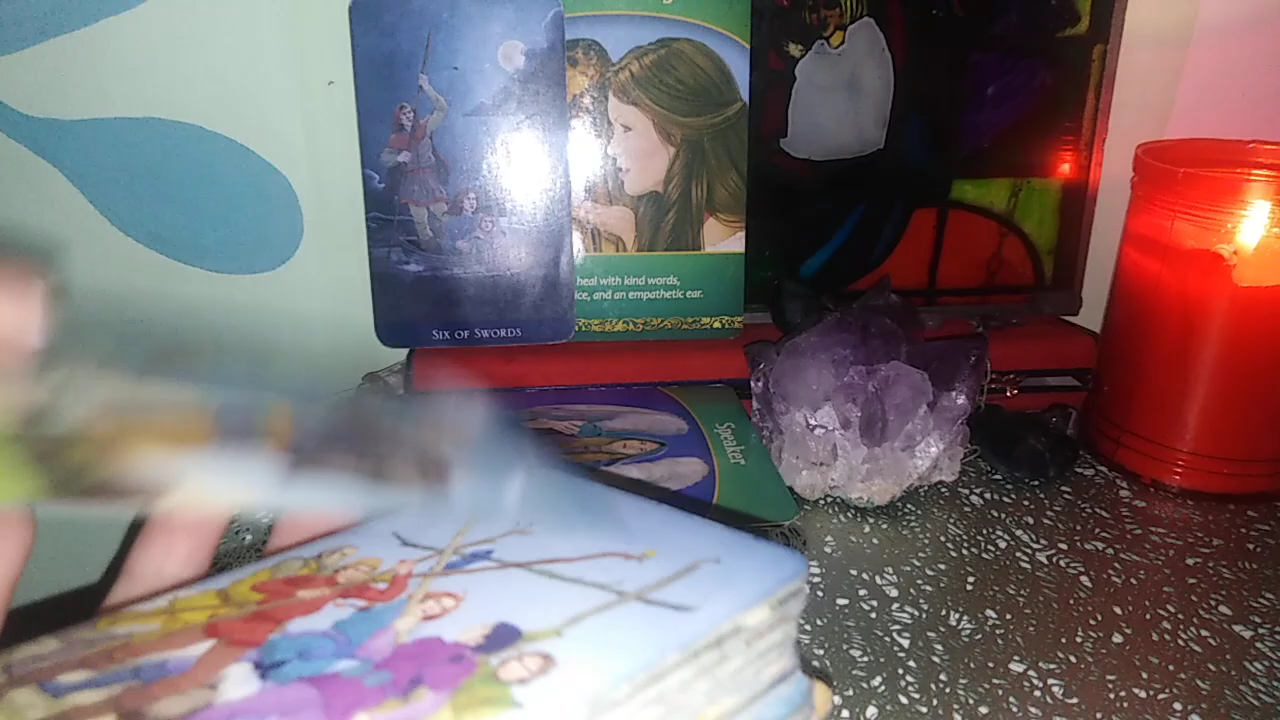 SIX OF SWORDS
heal with kind words,
ice, and an empathetic ear.
Speaker